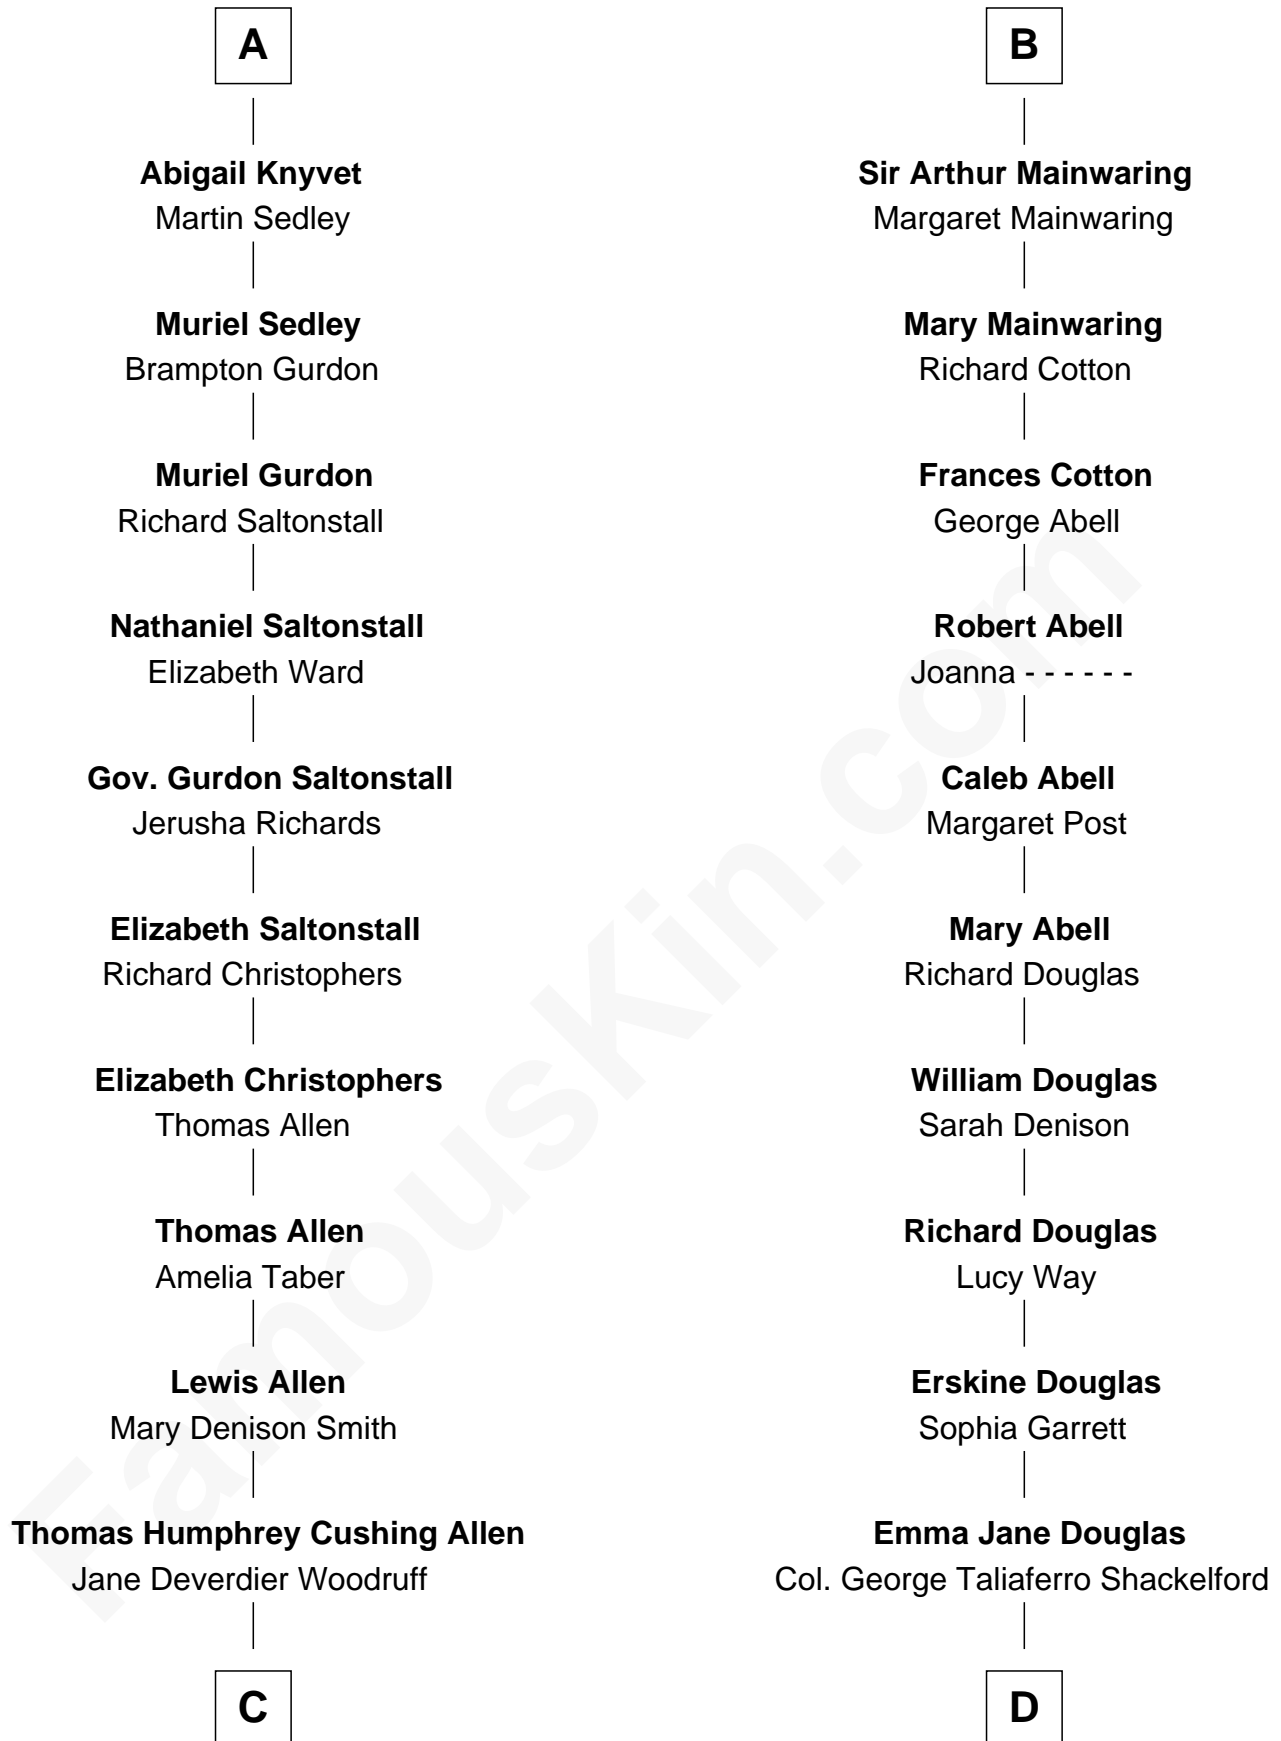 A
Abigail Knyvet
Martin Sedley
Muriel Sedley
Brampton Gurdon
Muriel Gurdon
Richard Saltonstall
Nathaniel Saltonstall
Elizabeth Ward
Gov. Gurdon Saltonstall
Jerusha Richards
Elizabeth Saltonstall
Richard Christophers
Elizabeth Christophers
Thomas Allen
Thomas Allen
Amelia Taber
Lewis Allen
Mary Denison Smith
Thomas Humphrey Cushing Allen
Jane Deverdier Woodruff
C
B
Sir Arthur Mainwaring
Margaret Mainwaring
Mary Mainwaring
Richard Cotton
Frances Cotton
George Abell
Robert Abell
Joanna - - - - - -
Caleb Abell
Margaret Post
Mary Abell
Richard Douglas
William Douglas
Sarah Denison
Richard Douglas
Lucy Way
Erskine Douglas
Sophia Garrett
Emma Jane Douglas
Col. George Taliaferro Shackelford
D
FamousKin.com